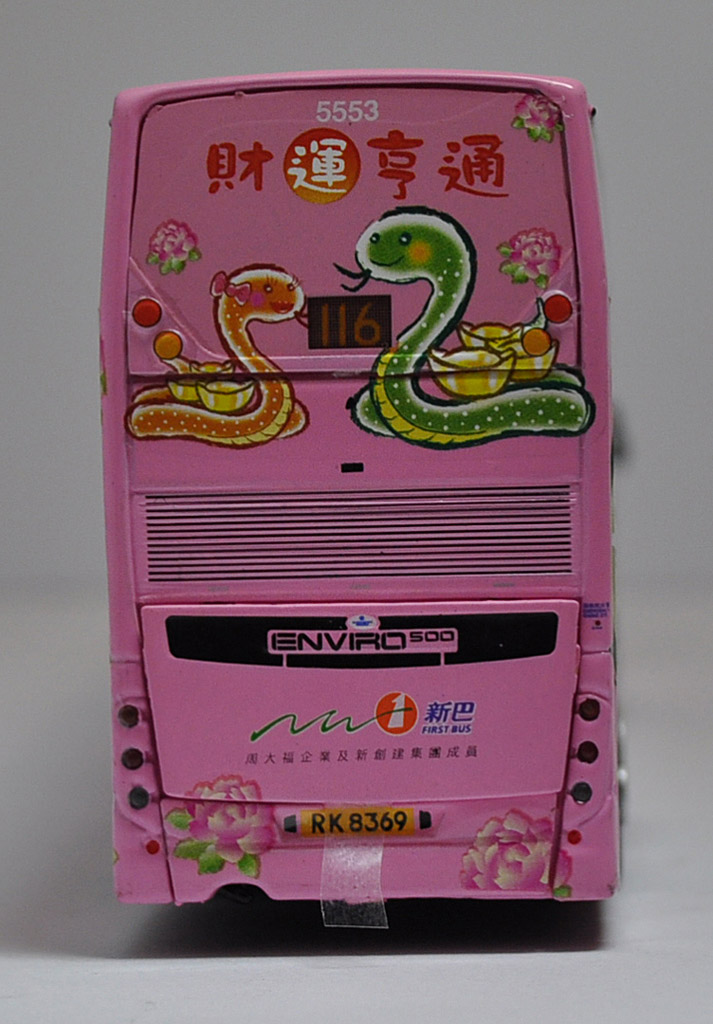 5553
財運亨通
116
ENVIRO500
1 新巴
FIRST BUS
周大福企業及新創建集團成員
RK8369